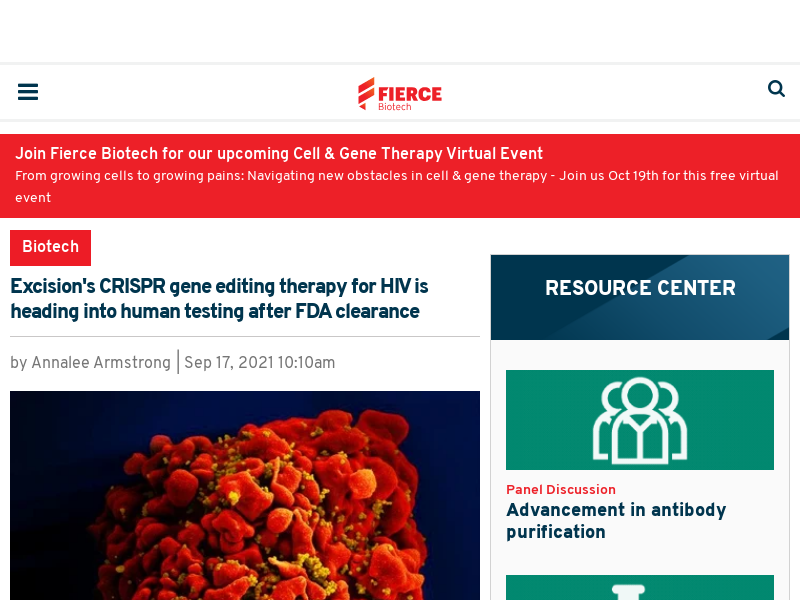 FIERCE
Biotech
Join Fierce Biotech for our upcoming Cell & Gene Therapy Virtual Event
From growing cells to growing pains: Navigating new obstacles in cell & gene therapy - Join us Oct 19th for this free virtual
event
Biotech
Excision's CRISPR gene editing therapy for HIV is
heading into human testing after FDA clearance
by Annalee Armstrong | Sep 17, 2021 10:10am
RESOURCE CENTER
Panel Discussion
Advancement in antibody
purification